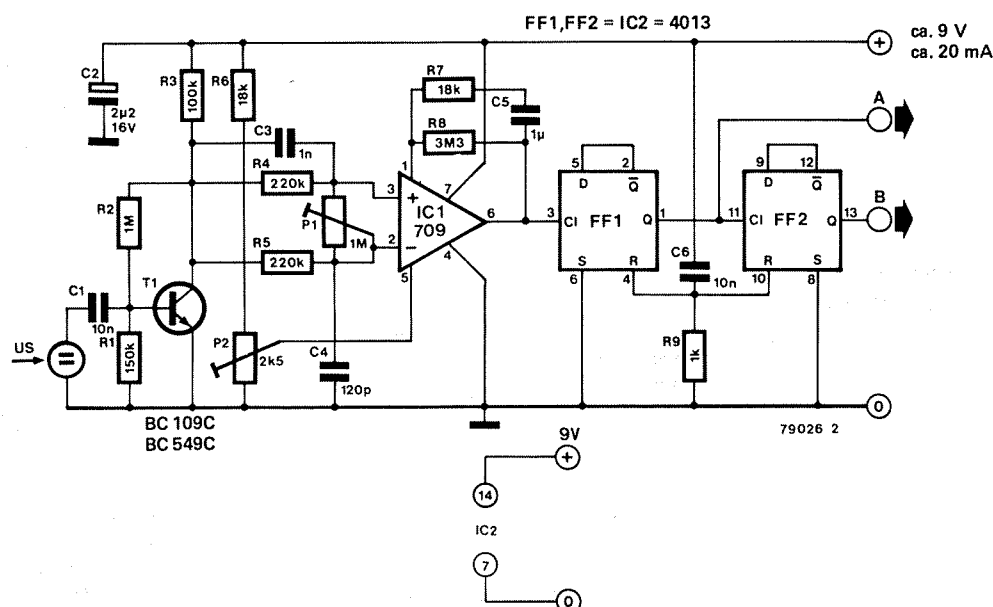 FF1,FF2 = IC2 = 4013
+
ca. 9 V
ca. 20 mA
C2
2µ2
16V
R3
100k
R6
18k
R7
18k
C5
1µ
R8
3M3
A
C3
1n
R4
220k
R2
1M
P1
1M
R5
220k
1
3
+
7
IC1
709
2
−
4
5
6
5
2
D
Q̄
3
Cl
FF1
Q
1
S
R
6
4
9
12
D
Q̄
11
Cl
FF2
Q
13
S
R
10
8
B
C6
10n
C1
10n
T1
R1
150k
US
P2
2k5
C4
120p
R9
1k
0
BC 109C
BC 549C
79026 2
9V
+
14
IC2
7
0